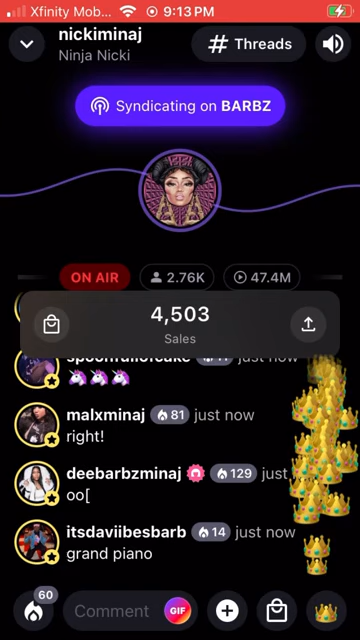 Xfinity Mob... 9:13 PM
nickiminaj
Ninja Nicki
# Threads
Syndicating on BARBZ
ON AIR 2.76K 47.4M
4,503
Sales
spoonfullofcake just now
🦄🦄🦄
malxminaj 81 just now
right!
deebarbzminaj 129 just
oo[
itsdaviibesbarb 14 just now
grand piano
60
Comment GIF